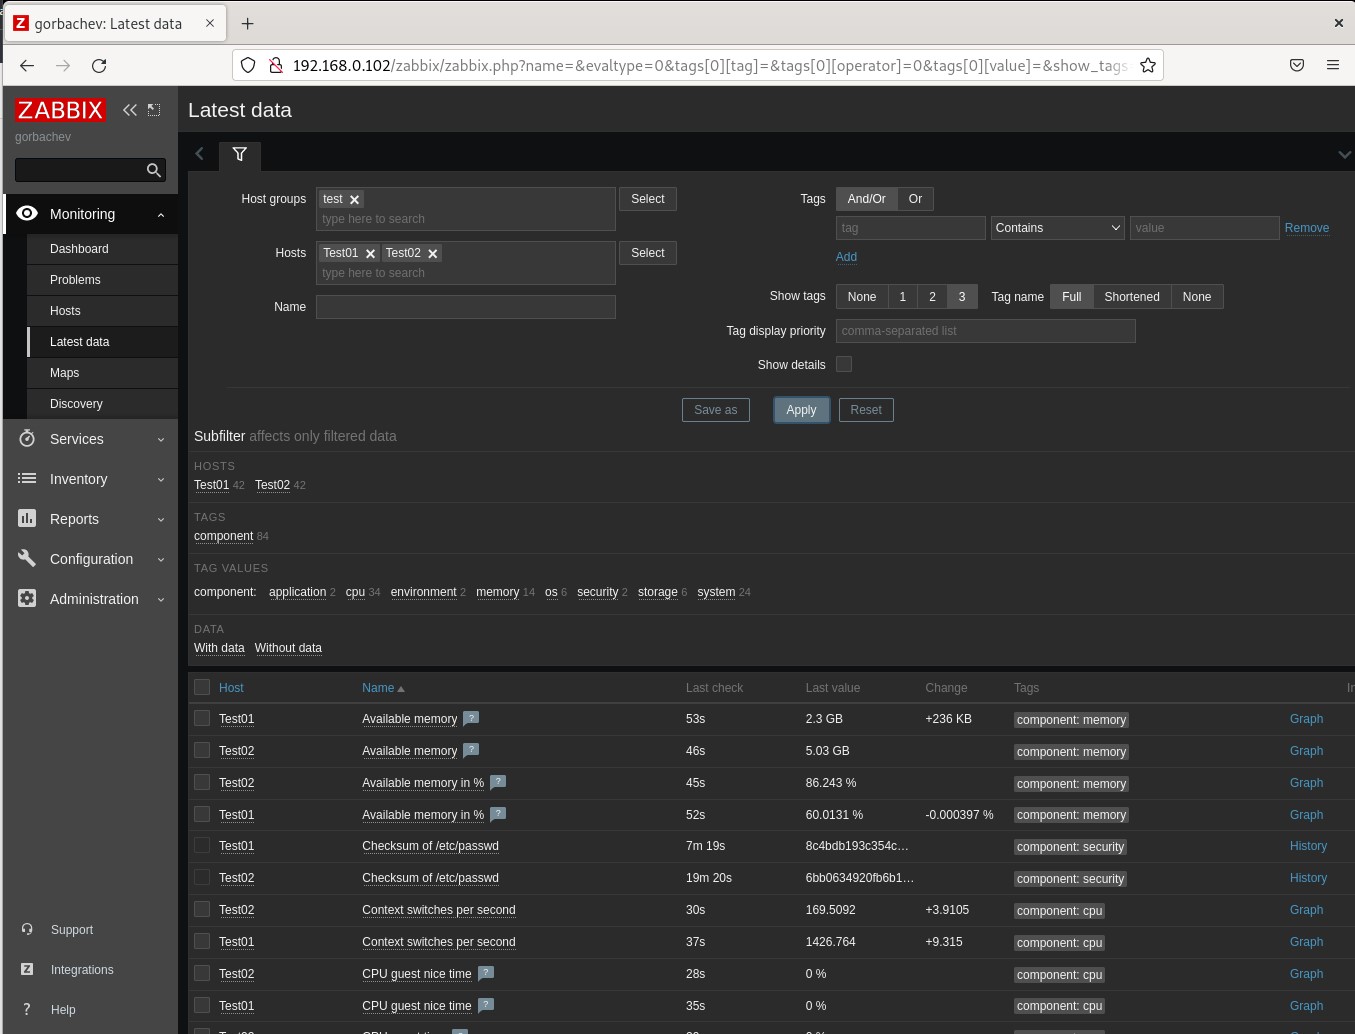 gorbachev: Latest data
192.168.0.102/zabbix/zabbix.php?name=&evaltype=0&tags[0][tag]=&tags[0][operator]=0&tags[0][value]=&show_tags
ZABBIX
gorbachev
Monitoring
Dashboard
Problems
Hosts
Latest data
Maps
Discovery
Services
Inventory
Reports
Configuration
Administration
Support
Z Integrations
? Help
Latest data
Host groups test Select
type here to search
Hosts Test01 Test02 Select
type here to search
Name
Tags And/Or Or
tag Contains value Remove
Add
Show tags None 1 2 3 Tag name Full Shortened None
Tag display priority comma-separated list
Show details
Save as Apply Reset
Subfilter affects only filtered data
HOSTS
Test01 42 Test02 42
TAGS
component 84
TAG VALUES
component: application 2 cpu 34 environment 2 memory 14 os 6 security 2 storage 6 system 24
DATA
With data Without data
Host Name Last check Last value Change Tags
Test01 Available memory ? 53s 2.3 GB +236 KB component: memory Graph
Test02 Available memory ? 46s 5.03 GB component: memory Graph
Test02 Available memory in % ? 45s 86.243 % component: memory Graph
Test01 Available memory in % ? 52s 60.0131 % -0.000397 % component: memory Graph
Test01 Checksum of /etc/passwd 7m 19s 8c4bdb193c354c… component: security History
Test02 Checksum of /etc/passwd 19m 20s 6bb0634920fb6b1… component: security History
Test02 Context switches per second 30s 169.5092 +3.9105 component: cpu Graph
Test01 Context switches per second 37s 1426.764 +9.315 component: cpu Graph
Test02 CPU guest nice time ? 28s 0 % component: cpu Graph
Test01 CPU guest nice time ? 35s 0 % component: cpu Graph